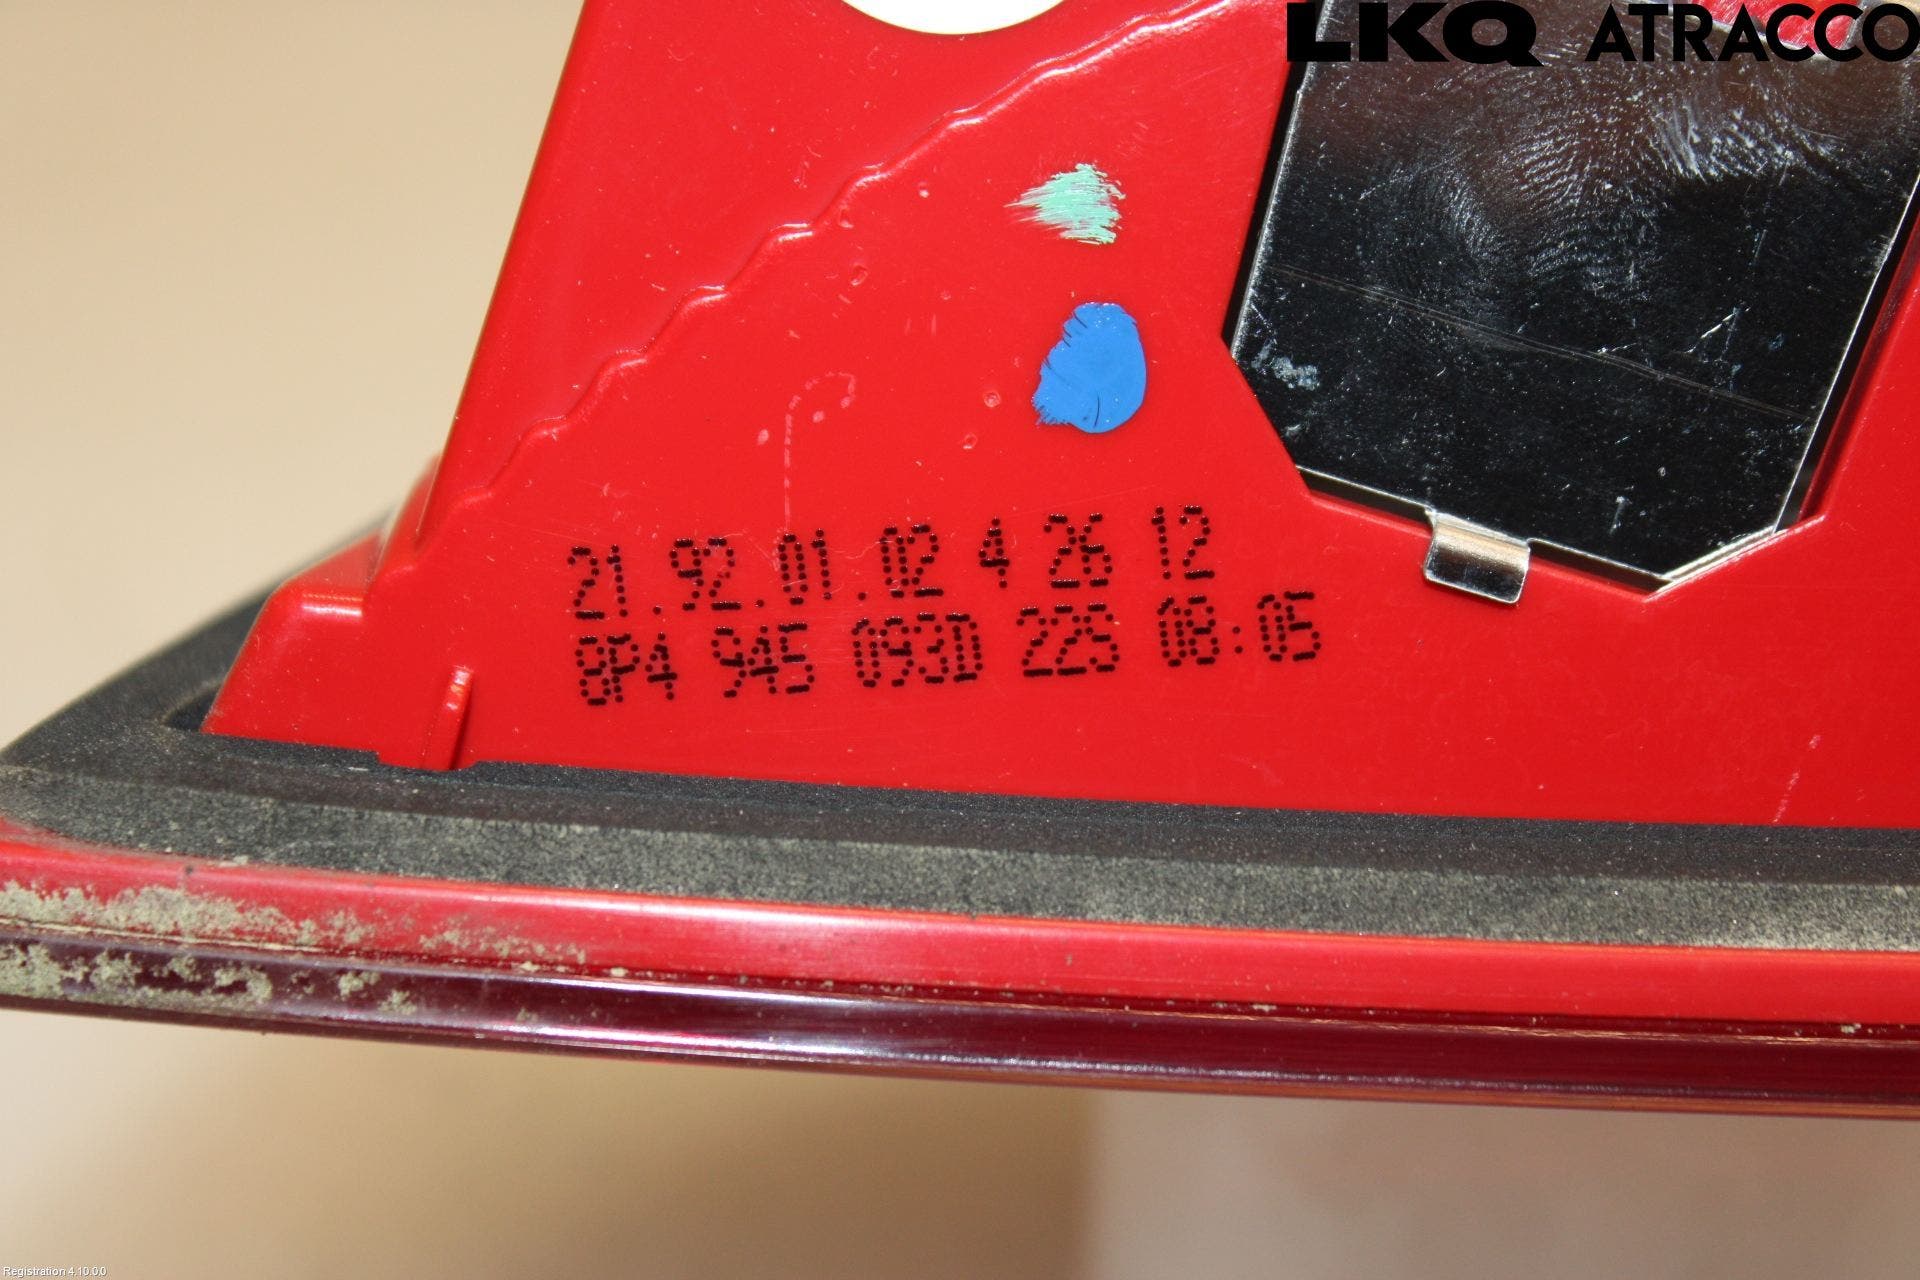 LKQ ATRACCO
21.92.01.02 4 26 12
8P4 945 093D 225 08:05
Registration 4.10.0.0